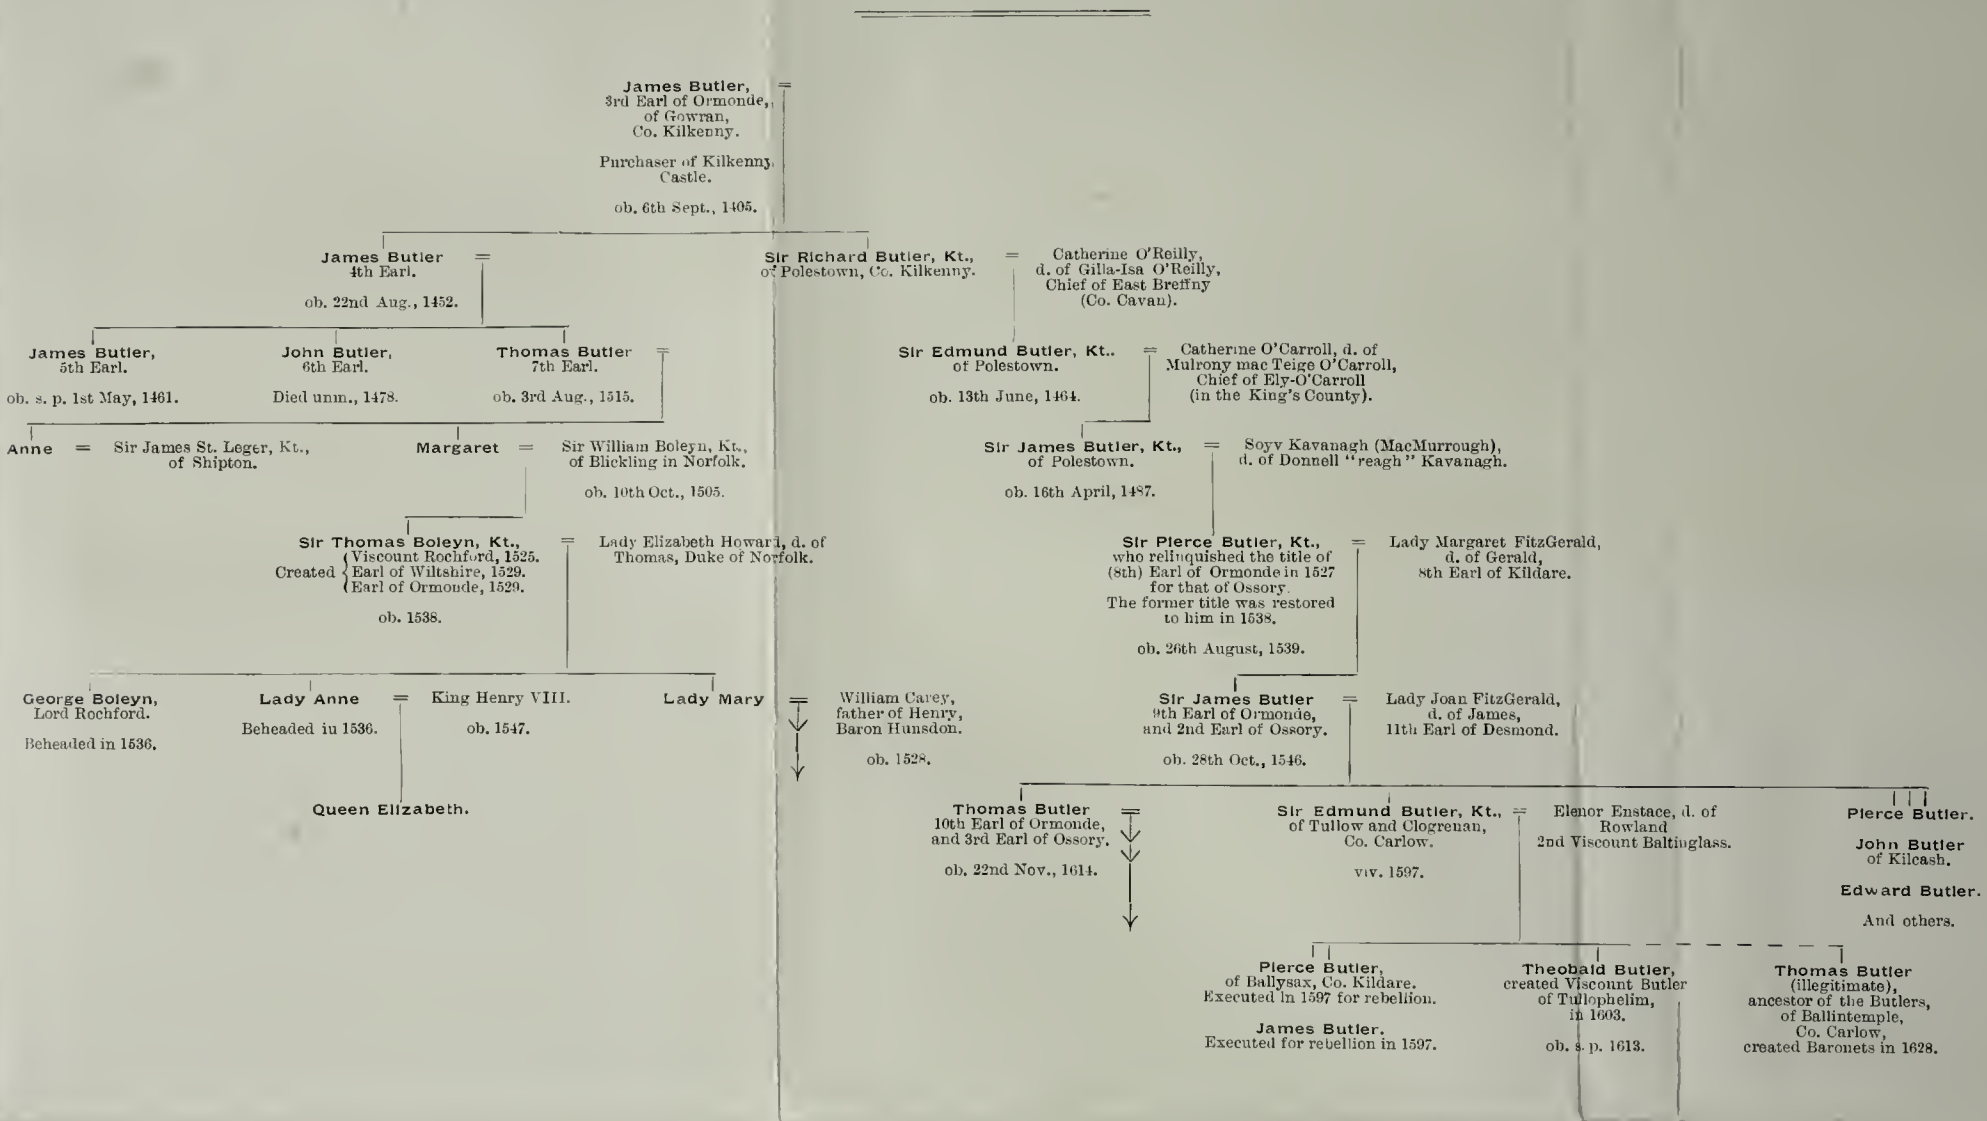 James Butler, =
3rd Earl of Ormonde,
of Gowran,
Co. Kilkenny.
Purchaser of Kilkenny
Castle.
ob. 6th Sept., 1405.
James Butler =
4th Earl.
ob. 22nd Aug., 1452.
Sir Richard Butler, Kt., =
of Polestown, Co. Kilkenny.
Catherine O'Reilly,
d. of Gilla-Isa O'Reilly,
Chief of East Breffny
(Co. Cavan).
James Butler,
5th Earl.
ob. s. p. 1st May, 1461.
John Butler,
6th Earl.
Died unm., 1478.
Thomas Butler =
7th Earl.
ob. 3rd Aug., 1515.
Sir Edmund Butler, Kt.. =
of Polestown.
ob. 13th June, 1464.
Catherine O'Carroll, d. of
Mulrony mac Teige O'Carroll,
Chief of Ely-O'Carroll
(in the King's County).
Anne =
Sir James St. Leger, Kt.,
of Shipton.
Margaret =
Sir William Boleyn, Kt.,
of Blickling in Norfolk.
ob. 10th Oct., 1505.
Sir James Butler, Kt., =
of Polestown.
ob. 16th April, 1487.
Soyv Kavanagh (MacMurrough),
d. of Donnell "reagh" Kavanagh.
Sir Thomas Boleyn, Kt., =
Created { Viscount Rochford, 1525.
Earl of Wiltshire, 1529.
Earl of Ormonde, 1529.
ob. 1538.
Lady Elizabeth Howard, d. of
Thomas, Duke of Norfolk.
Sir Pierce Butler, Kt., =
who relinquished the title of
(8th) Earl of Ormonde in 1527
for that of Ossory.
The former title was restored
to him in 1538.
ob. 26th August, 1539.
Lady Margaret FitzGerald,
d. of Gerald,
8th Earl of Kildare.
George Boleyn,
Lord Rochford.
Beheaded in 1536.
Lady Anne =
Beheaded in 1536.
King Henry VIII.
ob. 1547.
Lady Mary =
William Carey,
father of Henry,
Baron Hunsdon.
ob. 1528.
Sir James Butler =
9th Earl of Ormonde,
and 2nd Earl of Ossory.
ob. 28th Oct., 1546.
Lady Joan FitzGerald,
d. of James,
11th Earl of Desmond.
Queen Elizabeth.
Thomas Butler =
10th Earl of Ormonde,
and 3rd Earl of Ossory.
ob. 22nd Nov., 1614.
Sir Edmund Butler, Kt., =
of Tullow and Clogrenan,
Co. Carlow.
viv. 1597.
Elenor Eustace, d. of
Rowland
2nd Viscount Baltinglass.
Pierce Butler.
John Butler
of Kilcash.
Edward Butler.
And others.
Pierce Butler,
of Ballysax, Co. Kildare.
Executed in 1597 for rebellion.
James Butler.
Executed for rebellion in 1597.
Theobald Butler,
created Viscount Butler
of Tullophelim,
in 1603.
ob. s. p. 1613.
Thomas Butler
(illegitimate),
ancestor of the Butlers,
of Ballintemple,
Co. Carlow,
created Baronets in 1628.